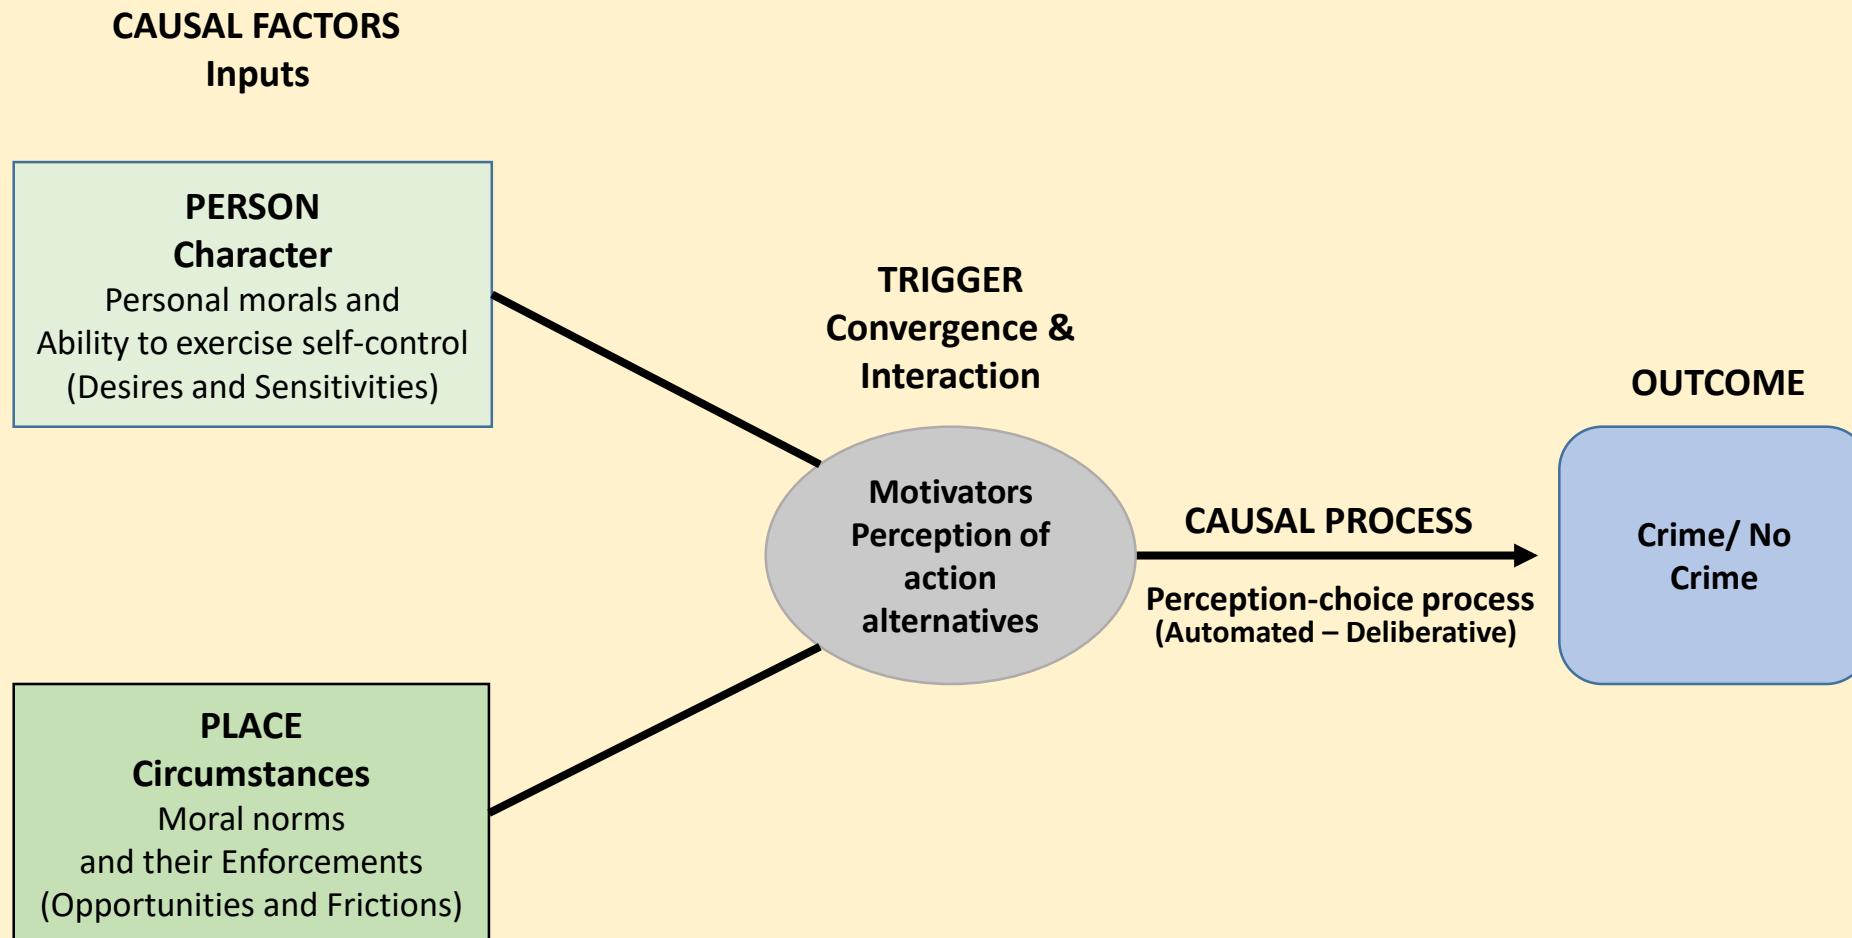 CAUSAL FACTORS
Inputs
PERSON
Character
Personal morals and
Ability to exercise self-control
(Desires and Sensitivities)
PLACE
Circumstances
Moral norms
and their Enforcements
(Opportunities and Frictions)
TRIGGER
Convergence &
Interaction
Motivators
Perception of
action
alternatives
CAUSAL PROCESS
Perception-choice process
(Automated – Deliberative)
OUTCOME
Crime/ No
Crime